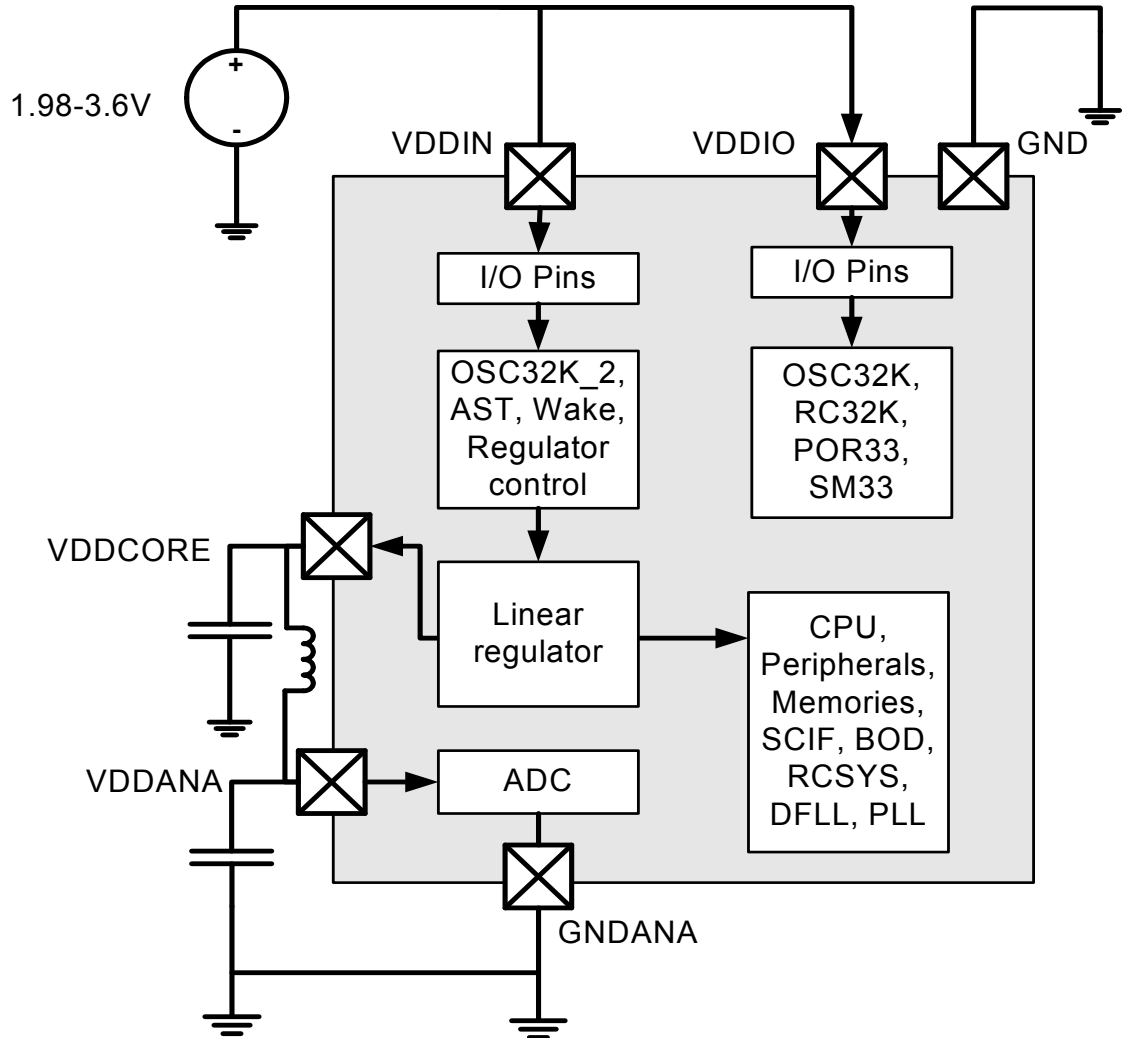 +
1.98-3.6V
-
VDDIN
VDDIO
GND
I/O Pins
I/O Pins
OSC32K_2,
AST, Wake,
Regulator
control
OSC32K,
RC32K,
POR33,
SM33
VDDCORE
Linear
regulator
CPU,
Peripherals,
Memories,
SCIF, BOD,
RCSYS,
DFLL, PLL
VDDANA
ADC
GNDANA